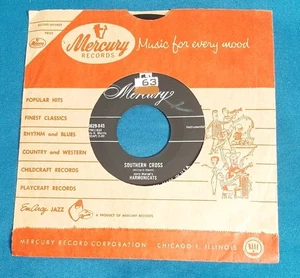 Mercury
RECORDS
Music for every mood
63
Mercury
POPULAR HITS
FINEST CLASSICS
RHYTHM AND BLUES
COUNTRY AND WESTERN
CHILDCRAFT RECORDS
PLAYCRAFT RECORDS
SOUTHERN CROSS
HARMONICATS
EmArcy JAZZ
A PRODUCT OF MERCURY RECORDS
MERCURY RECORD CORPORATION CHICAGO 1, ILLINOIS